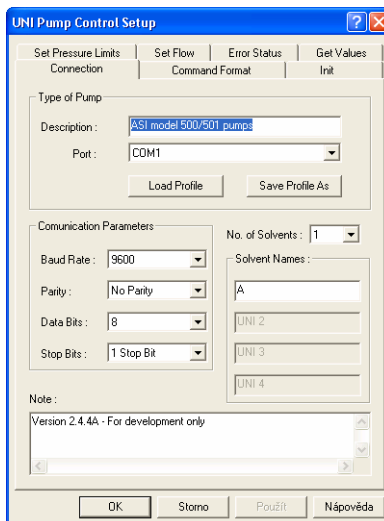 UNI Pump Control Setup
Set Pressure Limits Set Flow Error Status Get Values
Connection Command Format Init
Type of Pump
Description : ASI model 500/501 pumps
Port : COM1
Load Profile Save Profile As
Comunication Parameters
No. of Solvents : 1
Baud Rate : 9600
Solvent Names :
Parity : No Parity
A
Data Bits : 8
UNI 2
Stop Bits : 1 Stop Bit
UNI 3
UNI 4
Note :
Version 2.4.4A - For development only
OK Storno Použít Nápověda